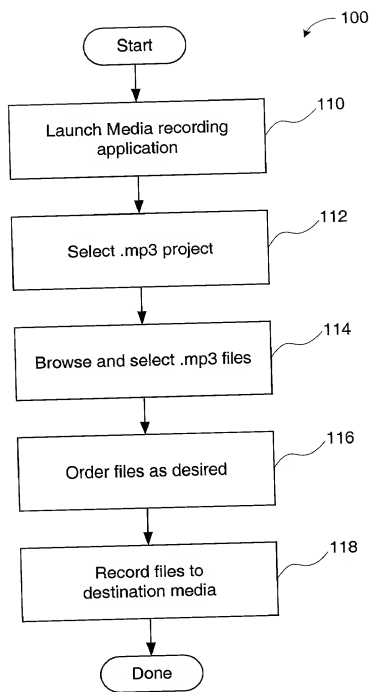 100
Start
110
Launch Media recording
application
112
Select .mp3 project
114
Browse and select .mp3 files
116
Order files as desired
118
Record files to
destination media
Done